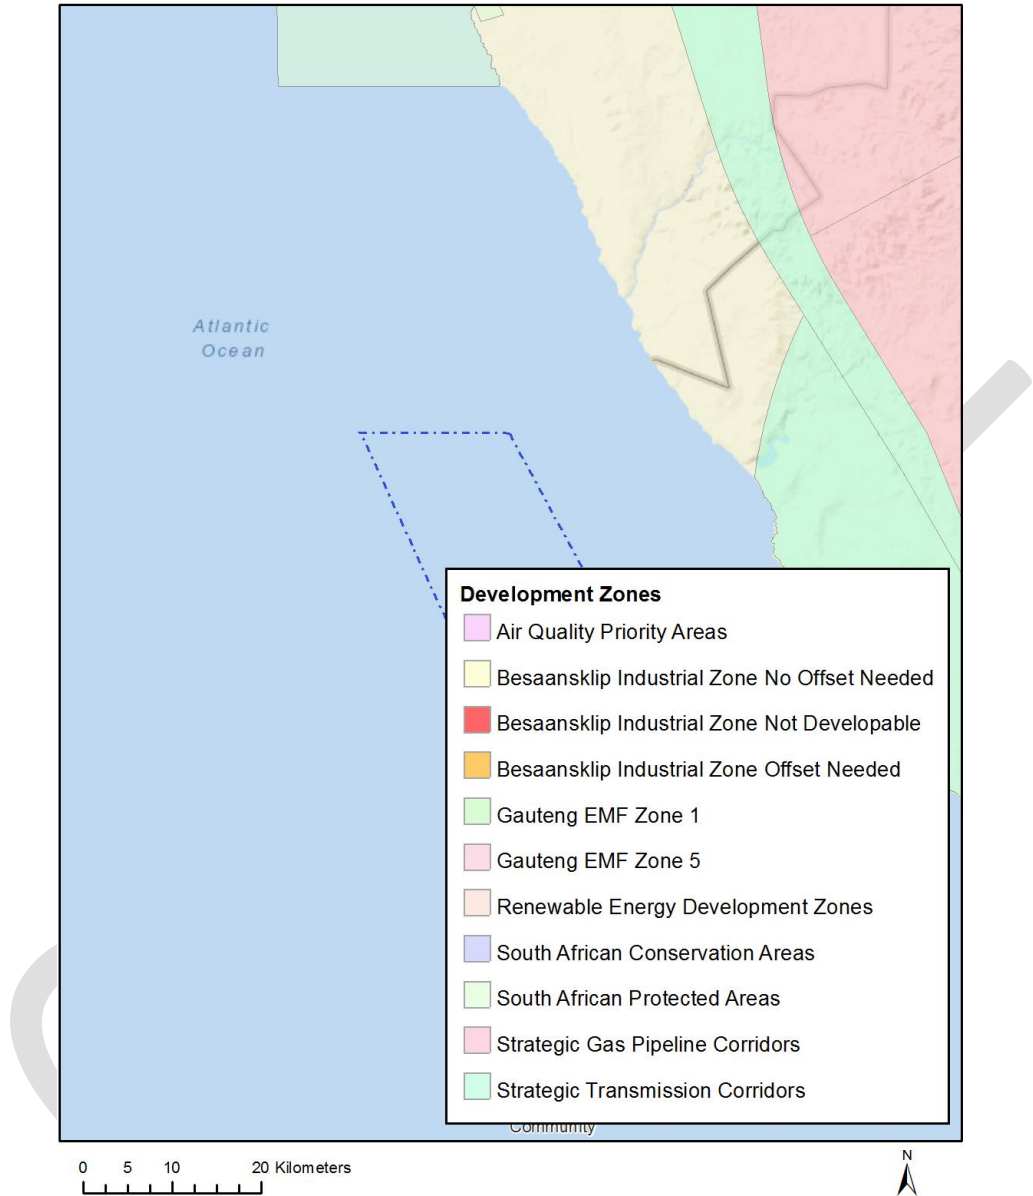 Atlantic
Ocean
Development Zones
Air Quality Priority Areas
Besaansklip Industrial Zone No Offset Needed
Besaansklip Industrial Zone Not Developable
Besaansklip Industrial Zone Offset Needed
Gauteng EMF Zone 1
Gauteng EMF Zone 5
Renewable Energy Development Zones
South African Conservation Areas
South African Protected Areas
Strategic Gas Pipeline Corridors
Strategic Transmission Corridors
Community
0 5 10 20 Kilometers
N